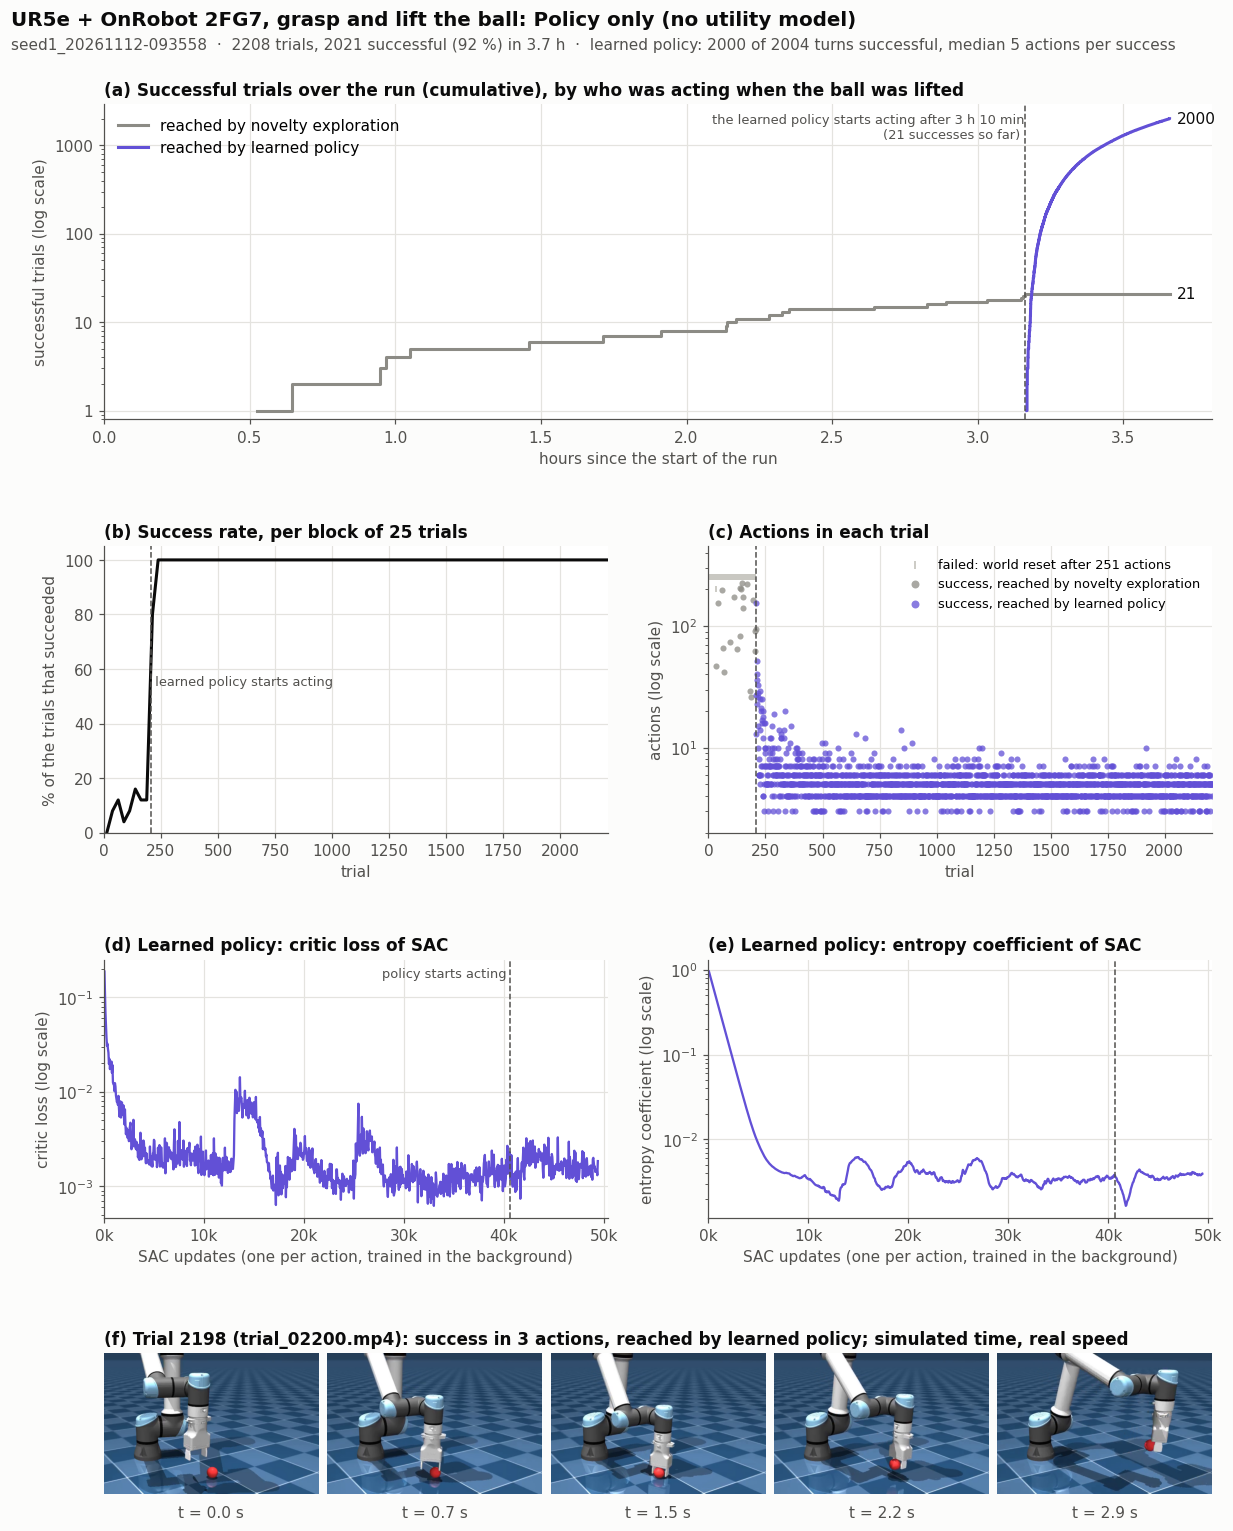 UR5e + OnRobot 2FG7, grasp and lift the ball: Policy only (no utility model)
seed1_20261112-093558 · 2208 trials, 2021 successful (92 %) in 3.7 h · learned policy: 2000 of 2004 turns successful, median 5 actions per success
(a) Successful trials over the run (cumulative), by who was acting when the ball was lifted
reached by novelty exploration
reached by learned policy
the learned policy starts acting after 3 h 10 min
(21 successes so far)
2000
21
successful trials (log scale)
1000
100
10
1
0.0 0.5 1.0 1.5 2.0 2.5 3.0 3.5
hours since the start of the run
(b) Success rate, per block of 25 trials
% of the trials that succeeded
100
80
60
40
20
0
learned policy starts acting
0 250 500 750 1000 1250 1500 1750 2000
trial
(c) Actions in each trial
failed: world reset after 251 actions
success, reached by novelty exploration
success, reached by learned policy
actions (log scale)
10²
10¹
0 250 500 750 1000 1250 1500 1750 2000
trial
(d) Learned policy: critic loss of SAC
policy starts acting
critic loss (log scale)
10⁻¹
10⁻²
10⁻³
0k 10k 20k 30k 40k 50k
SAC updates (one per action, trained in the background)
(e) Learned policy: entropy coefficient of SAC
entropy coefficient (log scale)
10⁰
10⁻¹
10⁻²
0k 10k 20k 30k 40k 50k
SAC updates (one per action, trained in the background)
(f) Trial 2198 (trial_02200.mp4): success in 3 actions, reached by learned policy; simulated time, real speed
t = 0.0 s
t = 0.7 s
t = 1.5 s
t = 2.2 s
t = 2.9 s